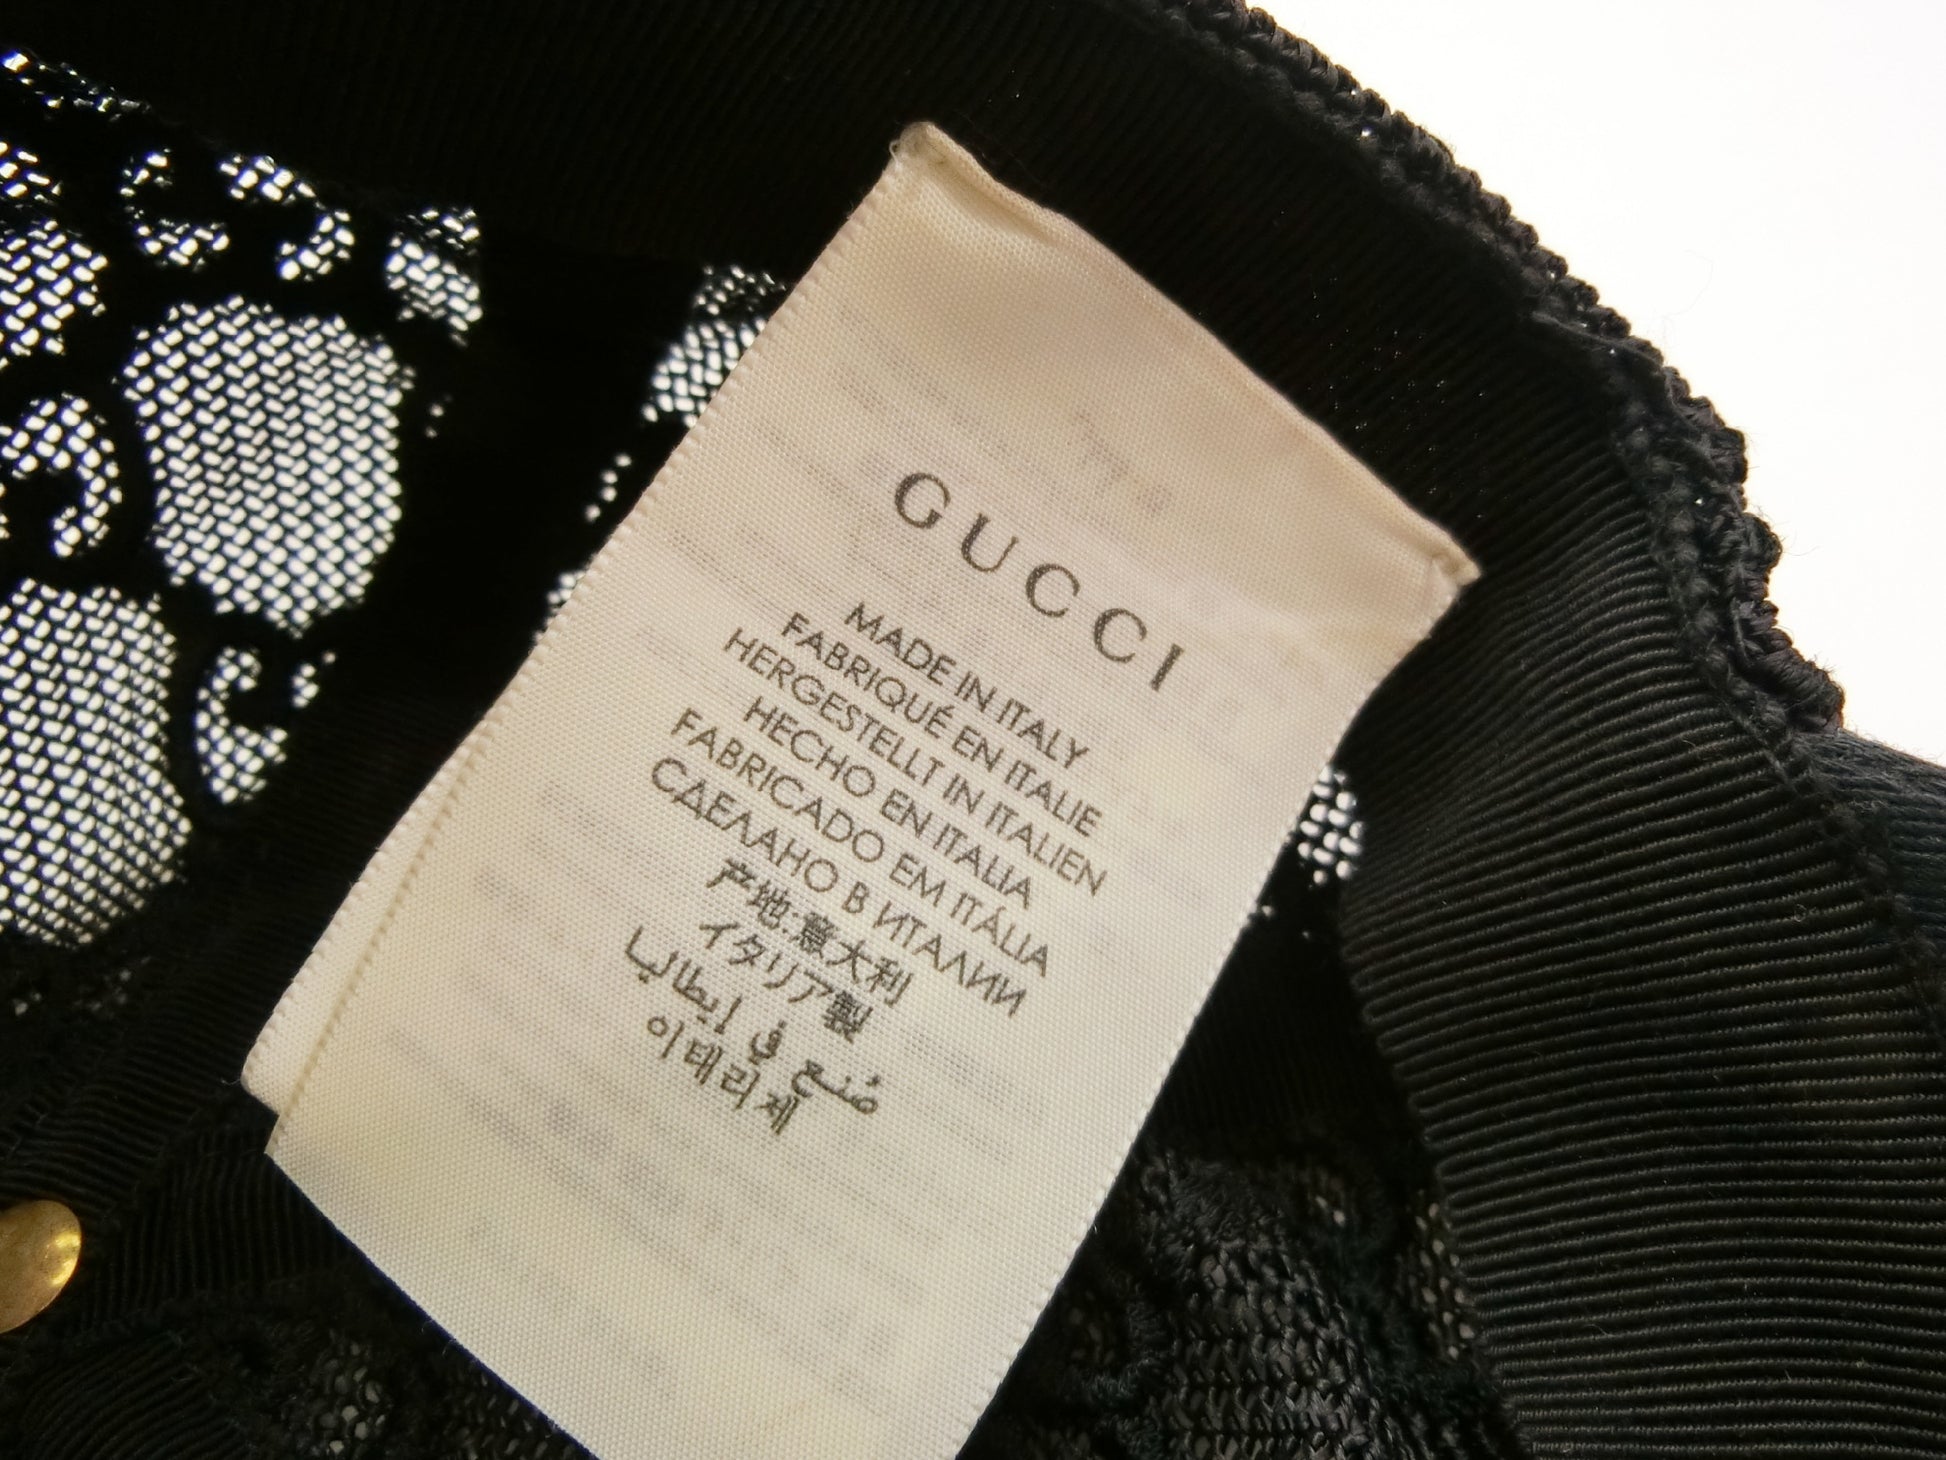 GUCCI
MADE IN ITALY
FABRIQUÉ EN ITALIE
HERGESTELLT IN ITALIEN
HECHO EN ITALIA
FABRICADO EM ITÁLIA
СДЕЛАНО В ИТАЛИИ
产地:意大利
イタリア製
صُنع في إيطاليا
이태리제